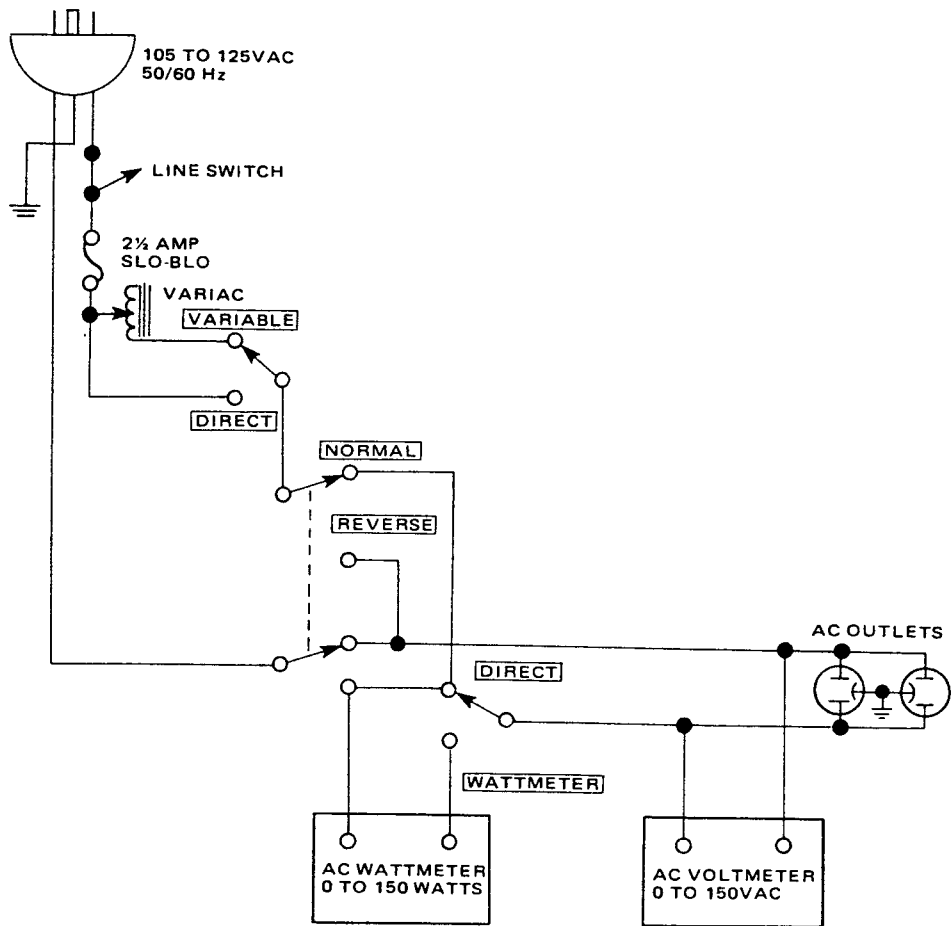 105 TO 125VAC
50/60 Hz
LINE SWITCH
2½ AMP
SLO-BLO
VARIAC
VARIABLE
DIRECT
NORMAL
REVERSE
AC OUTLETS
DIRECT
WATTMETER
AC WATTMETER
0 TO 150 WATTS
AC VOLTMETER
0 TO 150VAC